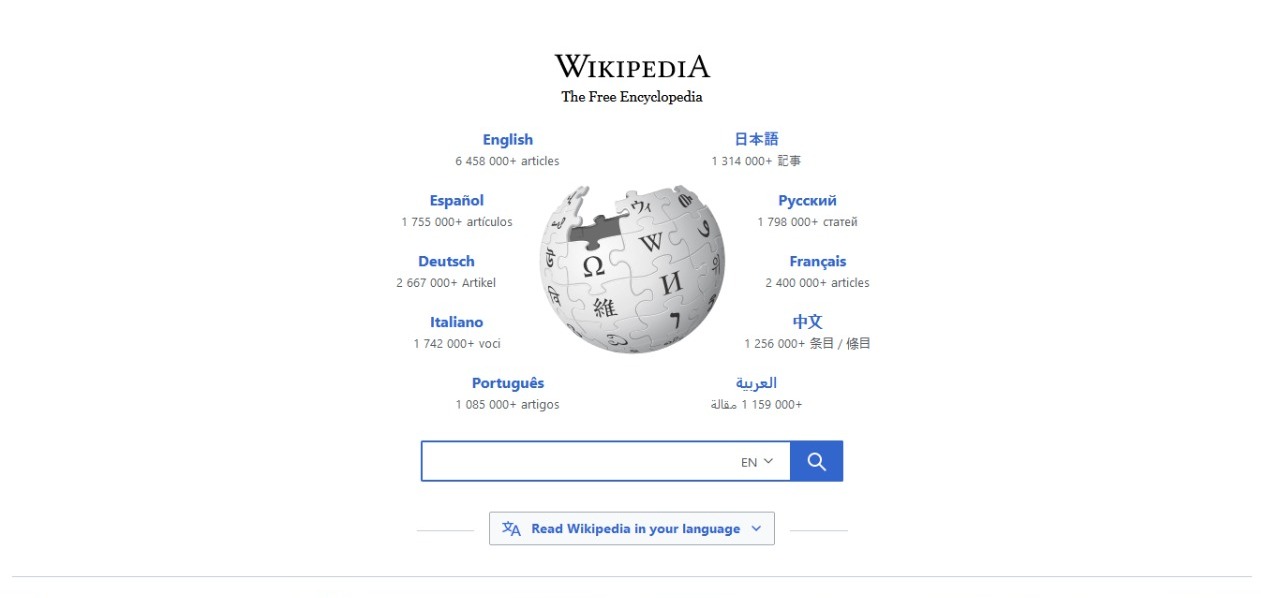 WIKIPEDIA
The Free Encyclopedia
English
6 458 000+ articles
日本語
1 314 000+ 記事
Español
1 755 000+ artículos
Русский
1 798 000+ статей
Deutsch
2 667 000+ Artikel
Français
2 400 000+ articles
Italiano
1 742 000+ voci
中文
1 256 000+ 条目 / 條目
Português
1 085 000+ artigos
العربية
1 159 000+ مقالة
ウィ
W
Ω
И
維
EN
Read Wikipedia in your language